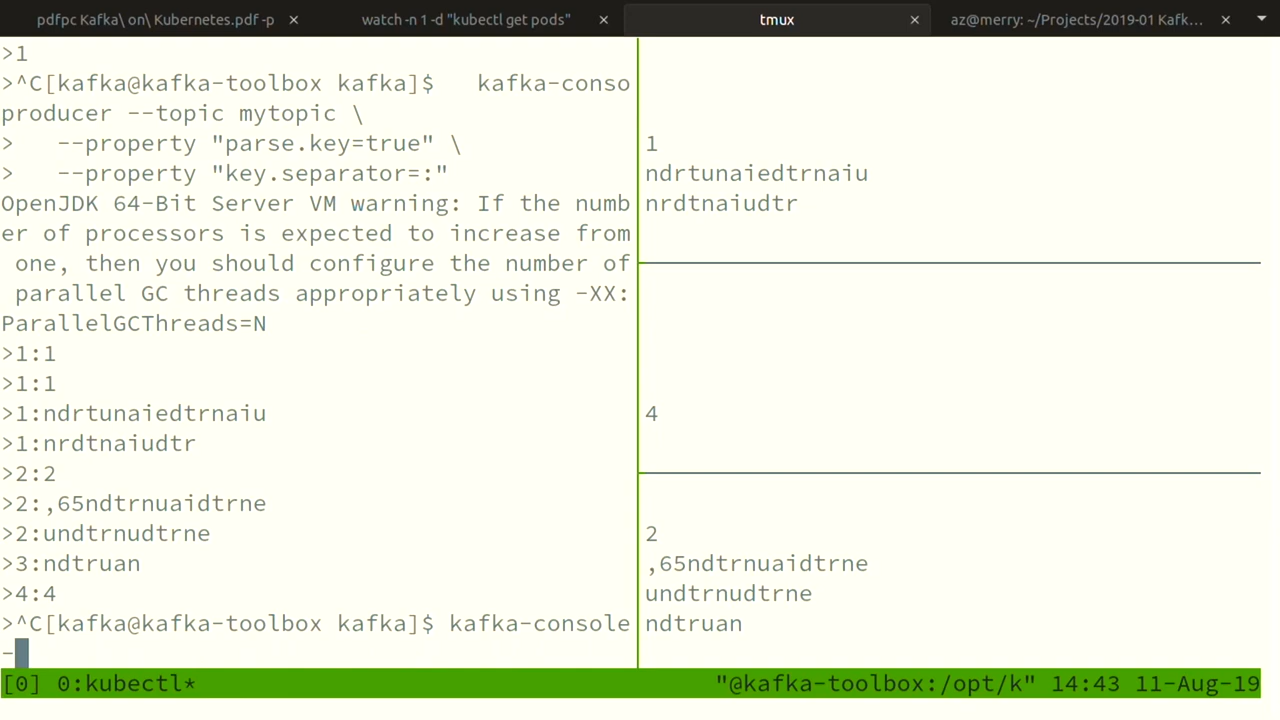 pdfpc Kafka\ on\ Kubernetes.pdf -p ×
watch -n 1 -d "kubectl get pods" ×
tmux ×
az@merry: ~/Projects/2019-01 Kafk... ×
>1
>^C[kafka@kafka-toolbox kafka]$   kafka-conso
producer --topic mytopic \
>   --property "parse.key=true" \
>   --property "key.separator=:"
OpenJDK 64-Bit Server VM warning: If the numb
er of processors is expected to increase from
 one, then you should configure the number of
 parallel GC threads appropriately using -XX:
ParallelGCThreads=N
>1:1
>1:1
>1:ndrtunaiedtrnaiu
>1:nrdtnaiudtr
>2:2
>2:,65ndtrnuaidtrne
>2:undtrnudtrne
>3:ndtruan
>4:4
>^C[kafka@kafka-toolbox kafka]$ kafka-console
-
1
ndrtunaiedtrnaiu
nrdtnaiudtr
4
2
,65ndtrnuaidtrne
undtrnudtrne
ndtruan
[0] 0:kubectl* "@kafka-toolbox:/opt/k" 14:43 11-Aug-19